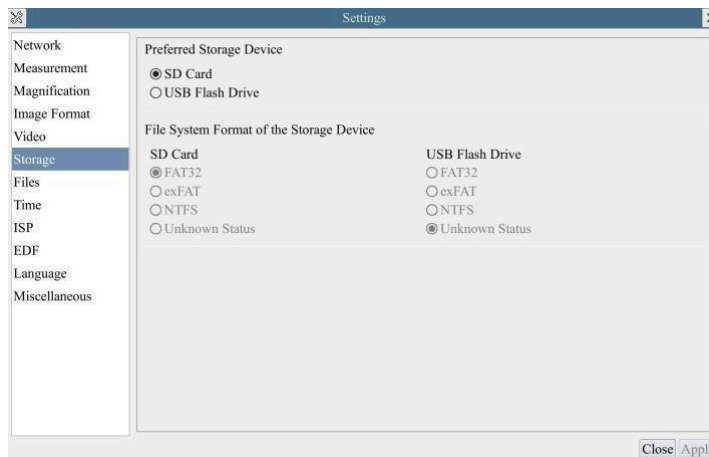 Settings
Network
Measurement
Magnification
Image Format
Video
Storage
Files
Time
ISP
EDF
Language
Miscellaneous
Preferred Storage Device
SD Card
USB Flash Drive
File System Format of the Storage Device
SD Card
FAT32
exFAT
NTFS
Unknown Status
USB Flash Drive
FAT32
exFAT
NTFS
Unknown Status
Close Appl